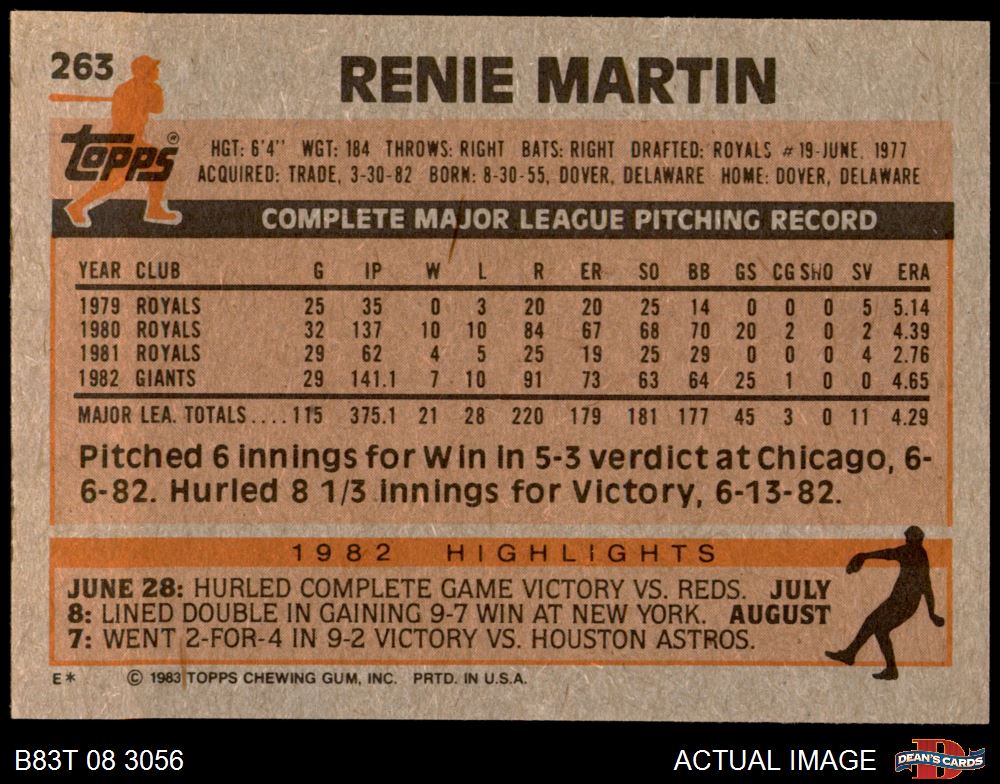 263
RENIE MARTIN
Topps®
HGT: 6'4" WGT: 184 THROWS: RIGHT BATS: RIGHT DRAFTED: ROYALS #19-JUNE, 1977
ACQUIRED: TRADE, 3-30-82 BORN: 8-30-55, DOVER, DELAWARE HOME: DOVER, DELAWARE
COMPLETE MAJOR LEAGUE PITCHING RECORD
YEAR CLUB G IP W L R ER SO BB GS CG SHO SV ERA
1979 ROYALS 25 35 0 3 20 20 25 14 0 0 0 5 5.14
1980 ROYALS 32 137 10 10 84 67 68 70 20 2 0 2 4.39
1981 ROYALS 29 62 4 5 25 19 25 29 0 0 0 4 2.76
1982 GIANTS 29 141.1 7 10 91 73 63 64 25 1 0 0 4.65
MAJOR LEA. TOTALS.... 115 375.1 21 28 220 179 181 177 45 3 0 11 4.29
Pitched 6 innings for Win in 5-3 verdict at Chicago, 6-
6-82. Hurled 8 1/3 innings for Victory, 6-13-82.
1982 HIGHLIGHTS
JUNE 28: HURLED COMPLETE GAME VICTORY VS. REDS. JULY
8: LINED DOUBLE IN GAINING 9-7 WIN AT NEW YORK. AUGUST
7: WENT 2-FOR-4 IN 9-2 VICTORY VS. HOUSTON ASTROS.
E* © 1983 TOPPS CHEWING GUM, INC. PRTD. IN U.S.A.
B83T 08 3056 ACTUAL IMAGE DEAN'S CARDS